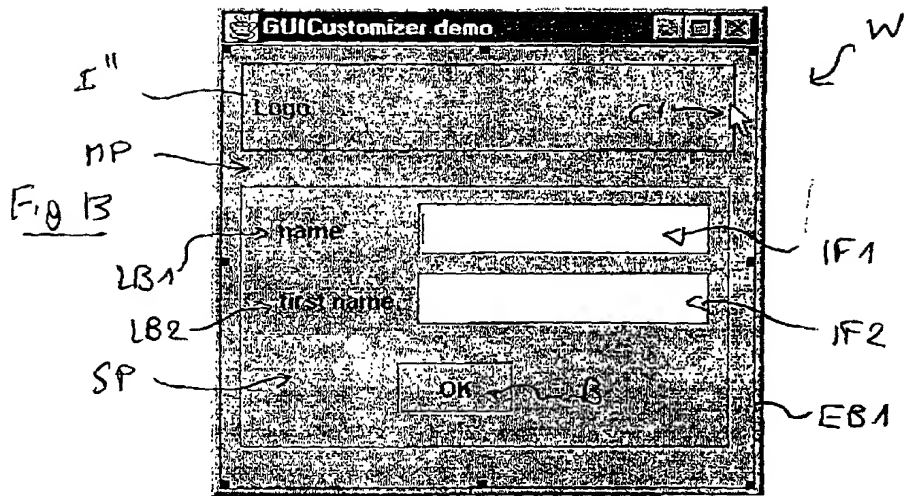 GUICustomizer demo
W
I"
Logo
MP
Fig 13
name
IF1
LB1
first name
LB2
IF2
SP
OK
B
EB1